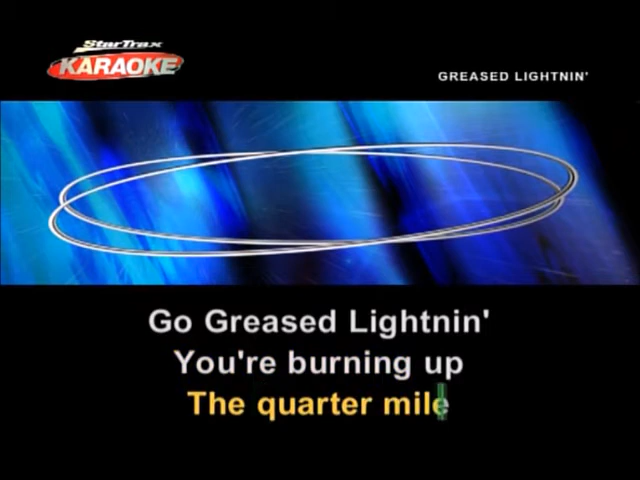 StarTrax
KARAOKE
GREASED LIGHTNIN'
Go Greased Lightnin'
You're burning up
The quarter mile